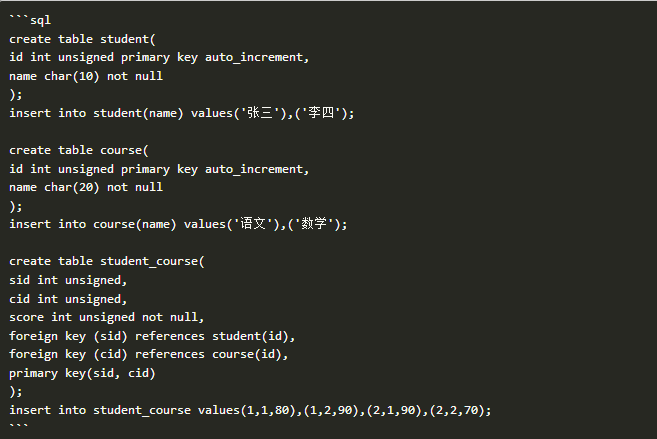 ```sql
create table student(
id int unsigned primary key auto_increment,
name char(10) not null
);
insert into student(name) values('张三'),('李四');
create table course(
id int unsigned primary key auto_increment,
name char(20) not null
);
insert into course(name) values('语文'),('数学');
create table student_course(
sid int unsigned,
cid int unsigned,
score int unsigned not null,
foreign key (sid) references student(id),
foreign key (cid) references course(id),
primary key(sid, cid)
);
insert into student_course values(1,1,80),(1,2,90),(2,1,90),(2,2,70);
```